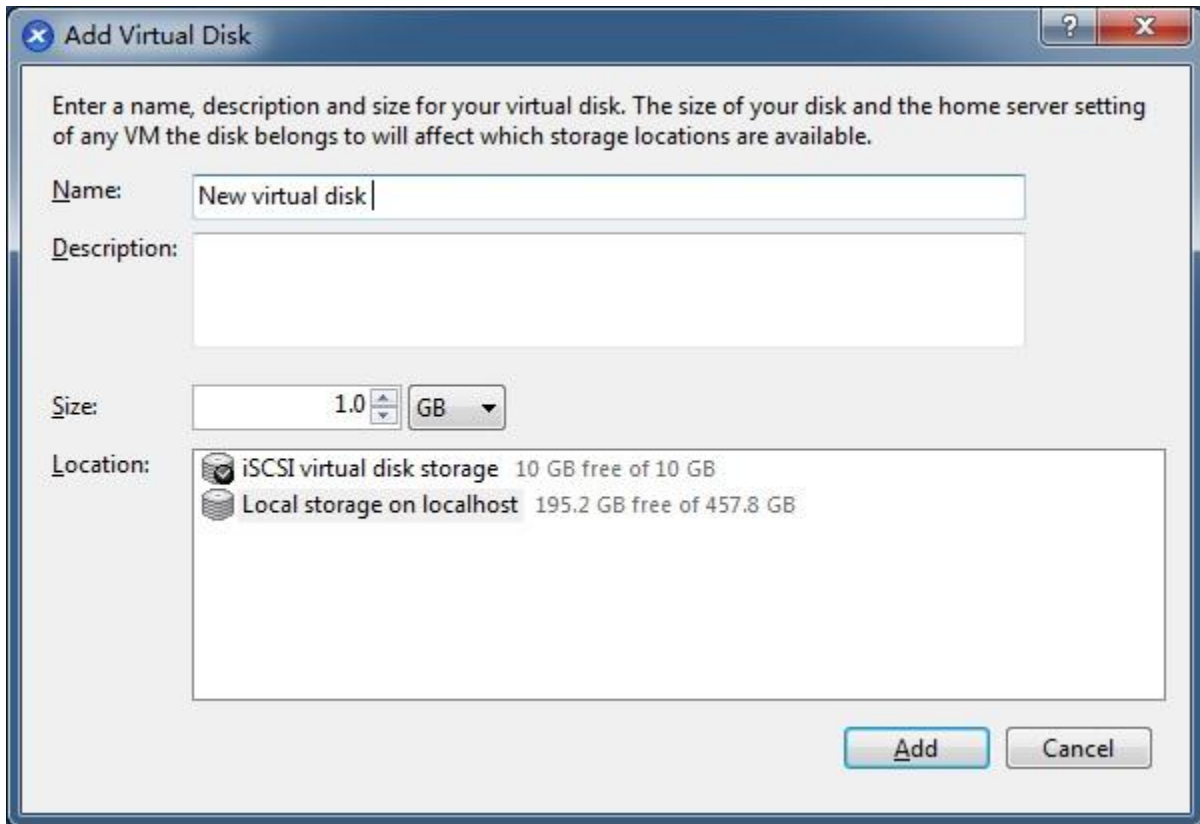 Add Virtual Disk
?
Enter a name, description and size for your virtual disk. The size of your disk and the home server setting
of any VM the disk belongs to will affect which storage locations are available.
Name: New virtual disk
Description:
Size: 1.0 GB
Location: iSCSI virtual disk storage 10 GB free of 10 GB
Local storage on localhost 195.2 GB free of 457.8 GB
Add Cancel